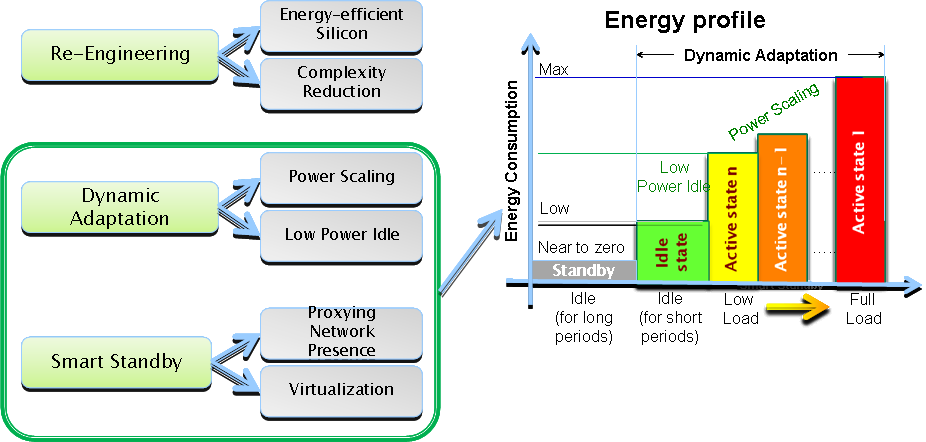 Re-Engineering
Energy-efficient
Silicon
Complexity
Reduction
Dynamic
Adaptation
Power Scaling
Low Power Idle
Smart Standby
Proxying
Network
Presence
Virtualization
Energy profile
Dynamic Adaptation
Energy Consumption
Max
Low
Near to zero
Standby
Low
Power Idle
Power Scaling
Idle
state
Active state n
Active state n-1
......
......
Active state 1
Idle
(for long
periods)
Idle
(for short
periods)
Low
Load
Full
Load